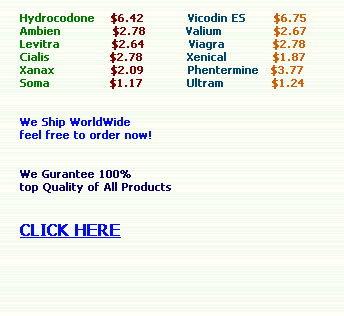 Hydrocodone $6.42 Vicodin ES $6.75
Ambien $2.78 Valium $2.67
Levitra $2.64 Viagra $2.78
Cialis $2.78 Xenical $1.87
Xanax $2.09 Phentermine $3.77
Soma $1.17 Ultram $1.24
We Ship WorldWide
feel free to order now!
We Gurantee 100%
top Quality of All Products
CLICK HERE